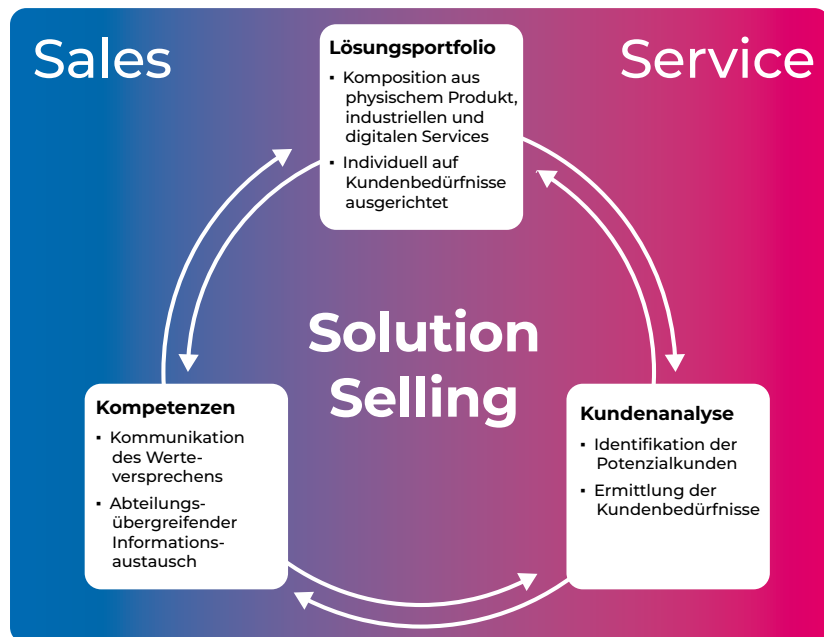 Sales
Service
Lösungsportfolio
▪ Komposition aus
physischem Produkt,
industriellen und
digitalen Services
▪ Individuell auf
Kundenbedürfnisse
ausgerichtet
Solution
Selling
Kompetenzen
▪ Kommunikation
des Werte-
versprechens
▪ Abteilungs-
übergreifender
Informations-
austausch
Kundenanalyse
▪ Identifikation der
Potenzialkunden
▪ Ermittlung der
Kundenbedürfnisse